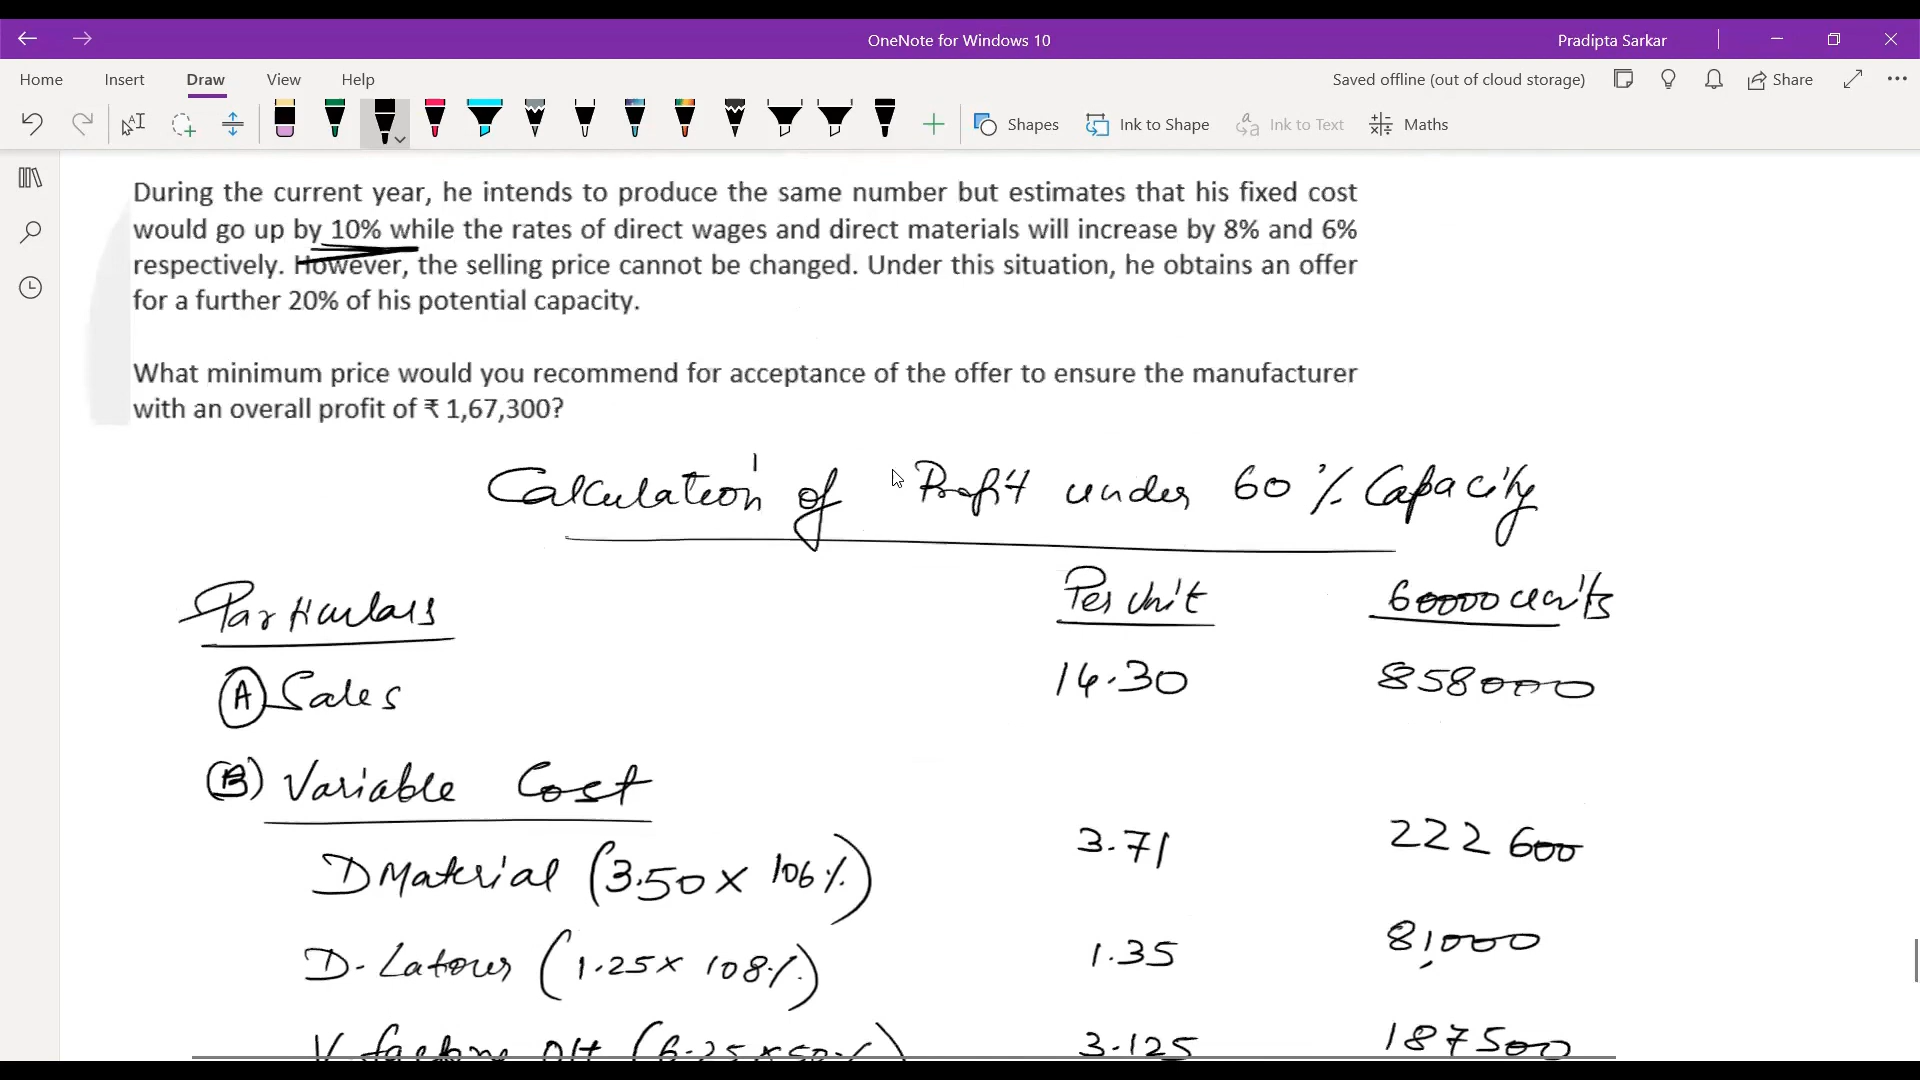 OneNote for Windows 10
Pradipta Sarkar
Home Insert Draw View Help
Saved offline (out of cloud storage)
Share
Shapes Ink to Shape Ink to Text Maths
During the current year, he intends to produce the same number but estimates that his fixed cost
would go up by 10% while the rates of direct wages and direct materials will increase by 8% and 6%
respectively. However, the selling price cannot be changed. Under this situation, he obtains an offer
for a further 20% of his potential capacity.
What minimum price would you recommend for acceptance of the offer to ensure the manufacturer
with an overall profit of ₹ 1,67,300?
Calculation of Profit under 60% Capacity
Particulars Per Unit 60000 units
(A) Sales 14.30 858000
(B) Variable Cost
D Material (3.50 x 106%) 3.71 222600
D- Labour (1.25 x 108%) 1.35 81,000
V. factory OH (6.25 x 50%) 3.125 187500